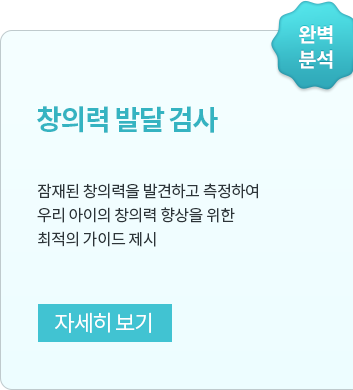 완벽
분석
창의력 발달 검사
잠재된 창의력을 발견하고 측정하여
우리 아이의 창의력 향상을 위한
최적의 가이드 제시
자세히 보기